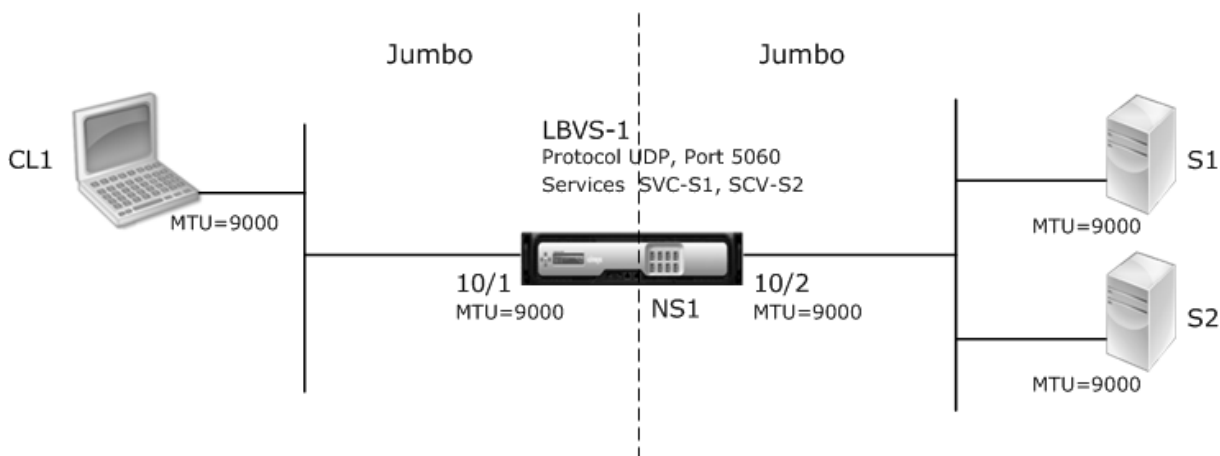 Jumbo
Jumbo
LBVS-1
Protocol UDP, Port 5060
Services SVC-S1, SCV-S2
CL1
MTU=9000
10/1
MTU=9000
NS1
10/2
MTU=9000
S1
MTU=9000
S2
MTU=9000